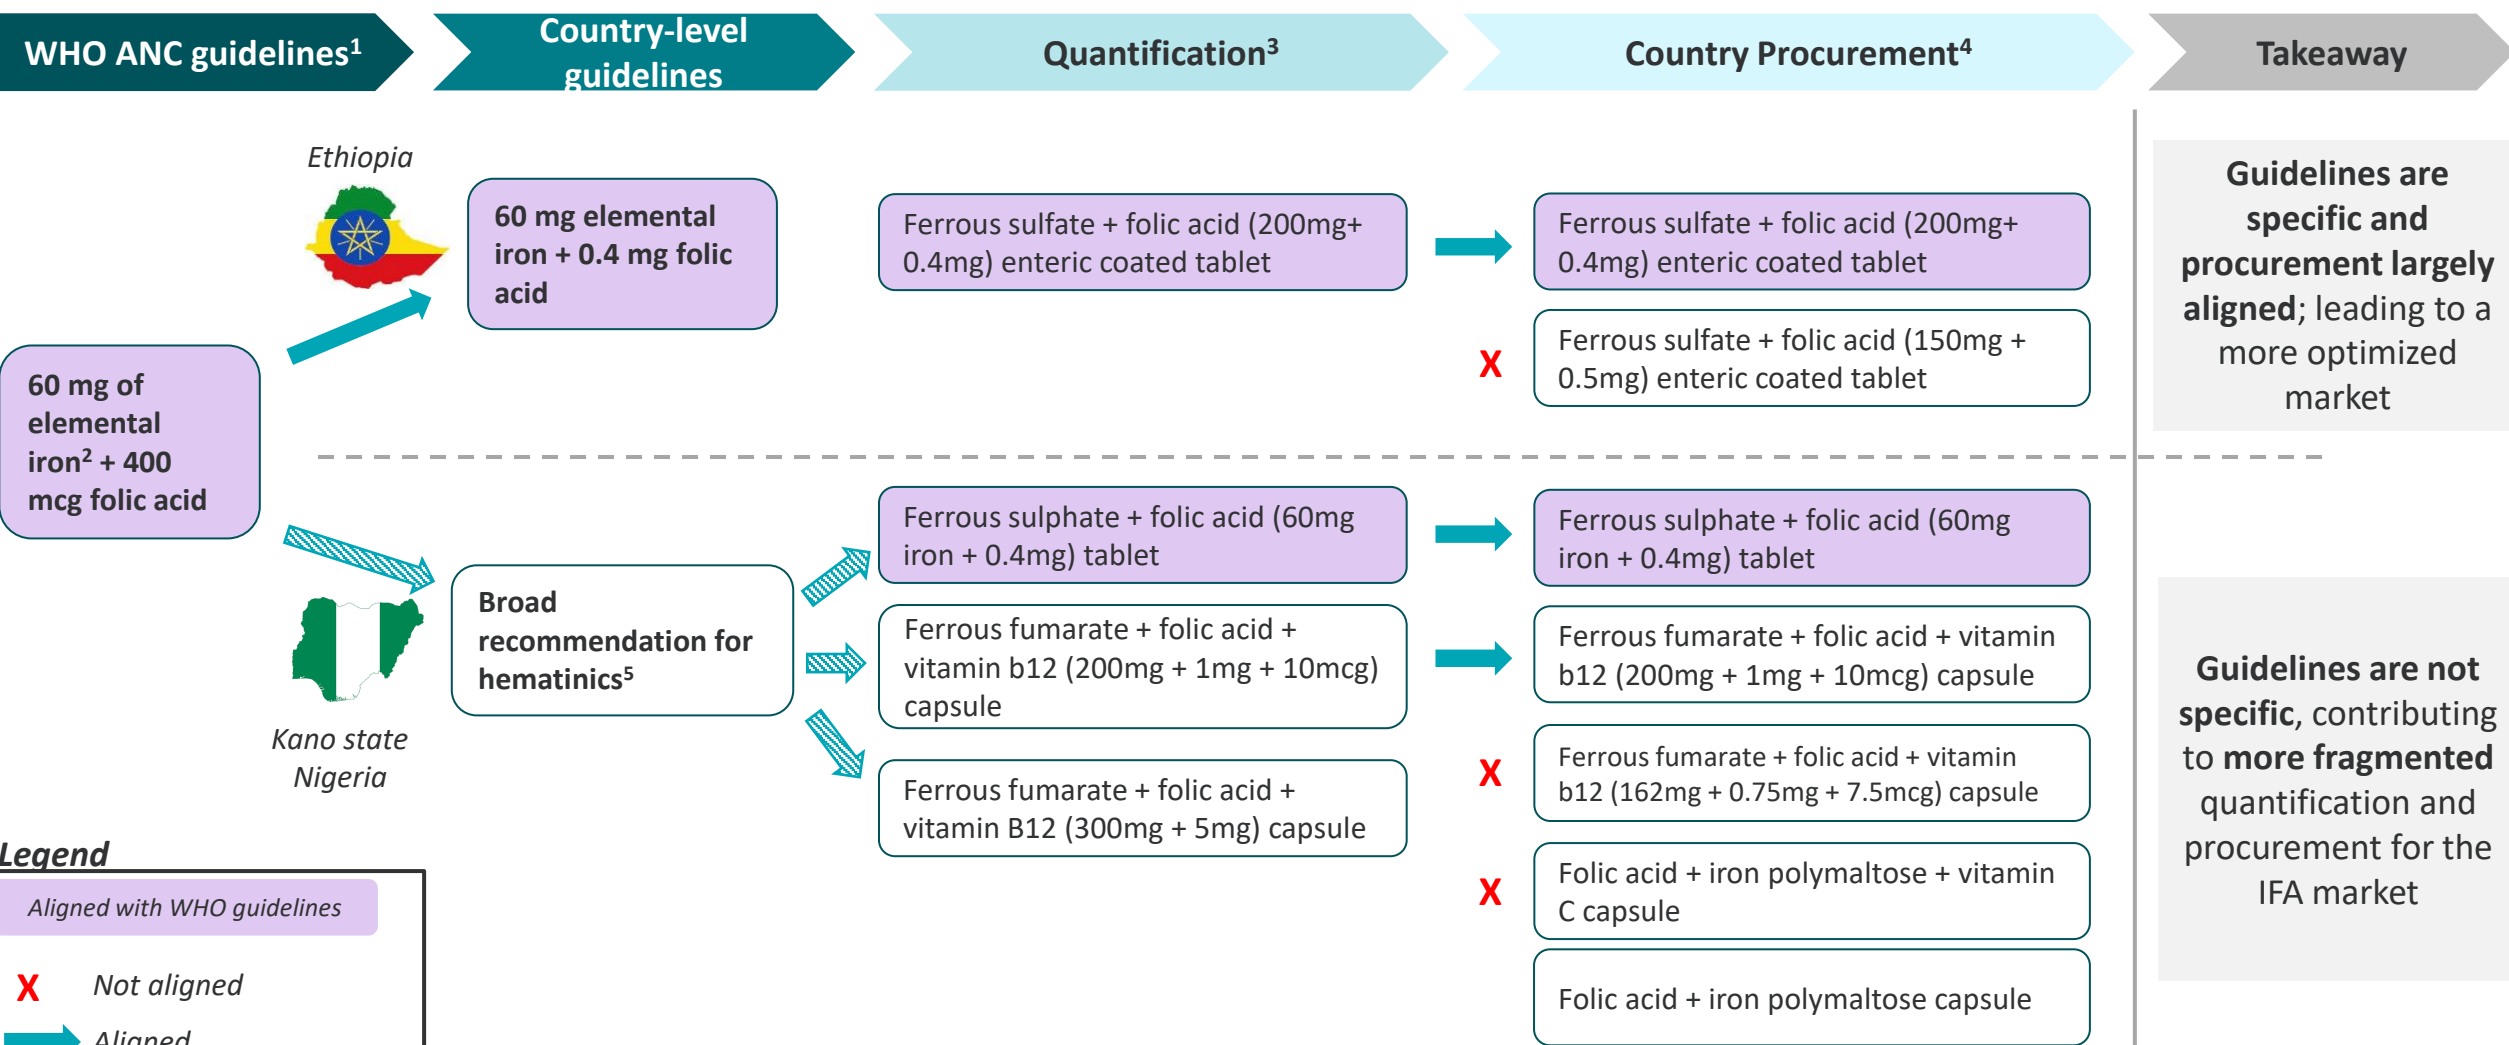 WHO ANC guidelines1
Country-level
guidelines
Quantification3
Country Procurement4
Takeaway
Ethiopia
60 mg elemental
iron + 0.4 mg folic
acid
Ferrous sulfate + folic acid (200mg+
0.4mg) enteric coated tablet
Ferrous sulfate + folic acid (200mg+
0.4mg) enteric coated tablet
X
Ferrous sulfate + folic acid (150mg +
0.5mg) enteric coated tablet
Guidelines are
specific and
procurement largely
aligned; leading to a
more optimized
market
60 mg of
elemental
iron2 + 400
mcg folic acid
Kano state
Nigeria
Broad
recommendation for
hematinics5
Ferrous sulphate + folic acid (60mg
iron + 0.4mg) tablet
Ferrous fumarate + folic acid +
vitamin b12 (200mg + 1mg + 10mcg)
capsule
Ferrous fumarate + folic acid +
vitamin B12 (300mg + 5mg) capsule
Ferrous sulphate + folic acid (60mg
iron + 0.4mg) tablet
Ferrous fumarate + folic acid + vitamin
b12 (200mg + 1mg + 10mcg) capsule
X
Ferrous fumarate + folic acid + vitamin
b12 (162mg + 0.75mg + 7.5mcg) capsule
X
Folic acid + iron polymaltose + vitamin
C capsule
Folic acid + iron polymaltose capsule
Guidelines are not
specific, contributing
to more fragmented
quantification and
procurement for the
IFA market
Legend
Aligned with WHO guidelines
X Not aligned
Aligned